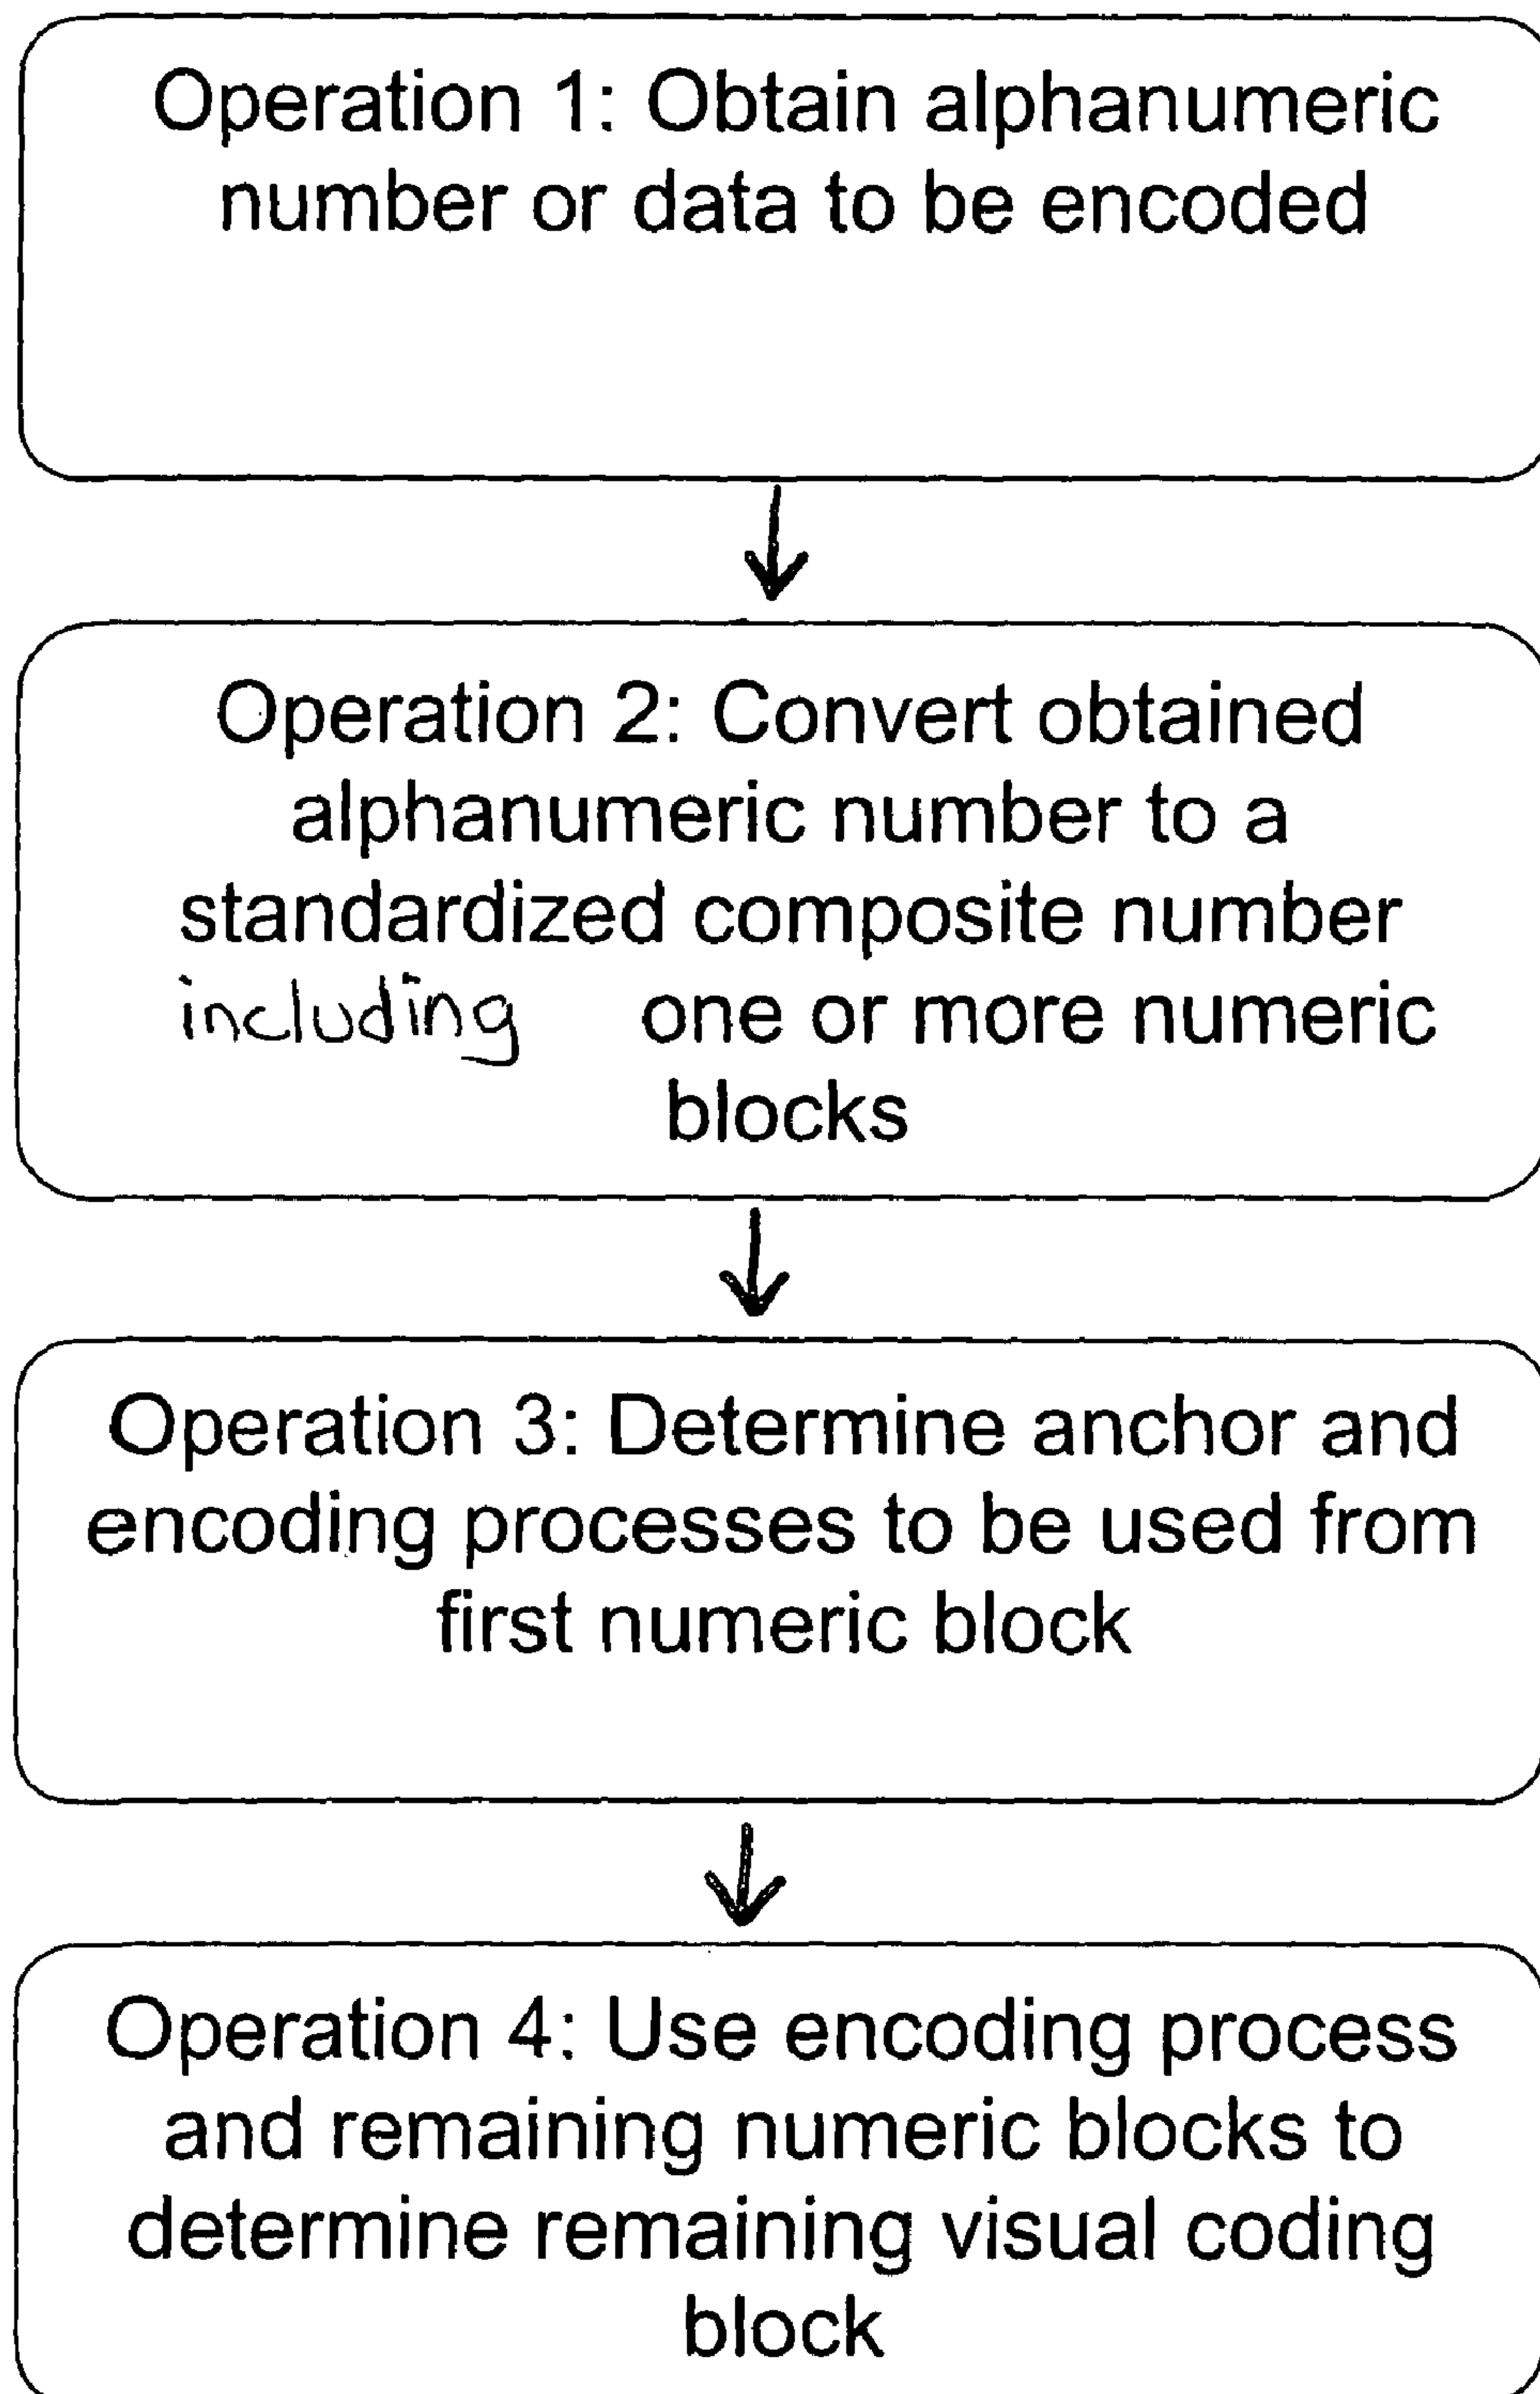 Operation 1: Obtain alphanumeric
number or data to be encoded
Operation 2: Convert obtained
alphanumeric number to a
standardized composite number
including one or more numeric
blocks
Operation 3: Determine anchor and
encoding processes to be used from
first numeric block
Operation 4: Use encoding process
and remaining numeric blocks to
determine remaining visual coding
block